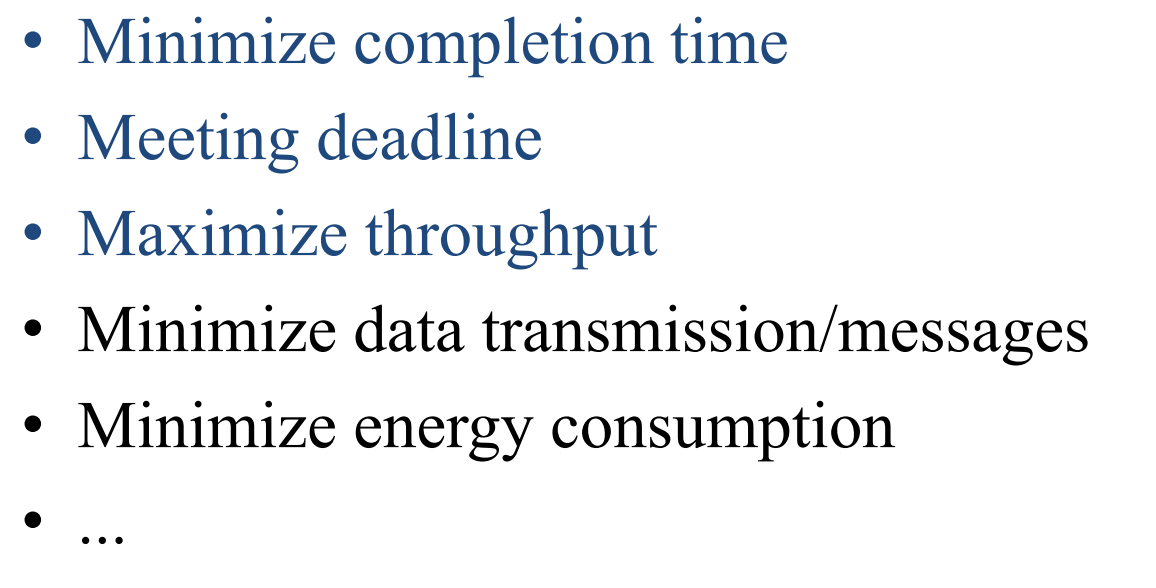 • Minimize completion time
• Meeting deadline
• Maximize throughput
• Minimize data transmission/messages
• Minimize energy consumption
• ...